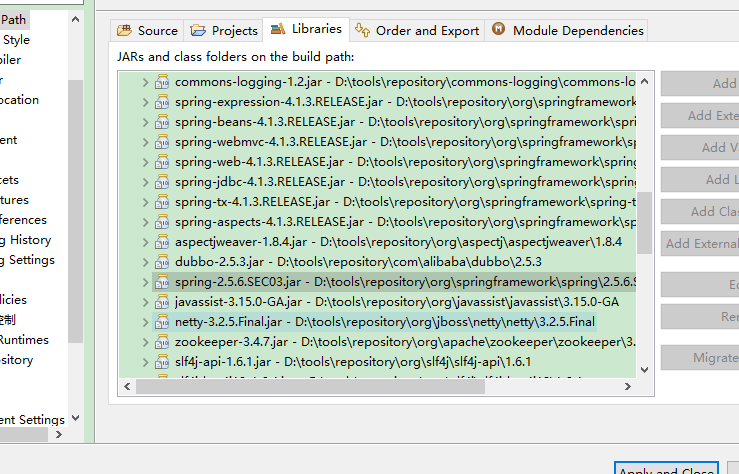 Path
Style
Source
Projects
Libraries
Order and Export
Module Dependencies
JARs and class folders on the build path:
commons-logging-1.2.jar - D:\tools\repository\commons-logging\commons-lo
spring-expression-4.1.3.RELEASE.jar - D:\tools\repository\org\springframework
spring-beans-4.1.3.RELEASE.jar - D:\tools\repository\org\springframework\spri
spring-webmvc-4.1.3.RELEASE.jar - D:\tools\repository\org\springframework\
spring-web-4.1.3.RELEASE.jar - D:\tools\repository\org\springframework\spring
spring-jdbc-4.1.3.RELEASE.jar - D:\tools\repository\org\springframework\spring
spring-tx-4.1.3.RELEASE.jar - D:\tools\repository\org\springframework\spring-t
spring-aspects-4.1.3.RELEASE.jar - D:\tools\repository\org\springframework\sp
aspectjweaver-1.8.4.jar - D:\tools\repository\org\aspectj\aspectjweaver\1.8.4
dubbo-2.5.3.jar - D:\tools\repository\com\alibaba\dubbo\2.5.3
spring-2.5.6.SEC03.jar - D:\tools\repository\org\springframework\spring\2.5.6.S
javassist-3.15.0-GA.jar - D:\tools\repository\org\javassist\javassist\3.15.0-GA
netty-3.2.5.Final.jar - D:\tools\repository\org\jboss\netty\netty\3.2.5.Final
zookeeper-3.4.7.jar - D:\tools\repository\org\apache\zookeeper\zookeeper\3.
slf4j-api-1.6.1.jar - D:\tools\repository\org\slf4j\slf4j-api\1.6.1
piler
r
ocation
ent
cets
tures
ferences
g History
g Settings
olicies
控制
Runtimes
ository
ent Settings
Add
Add Exte
Add V
Add L
Add Clas
Add External
Ec
Rer
Migrate
Apply and Close